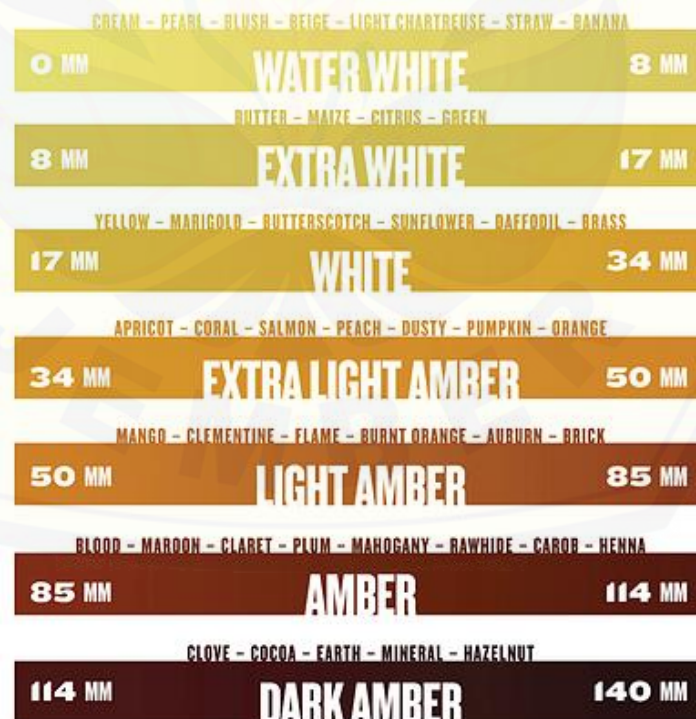 CREAM – PEARL – BLUSH – BEIGE – LIGHT CHARTREUSE – STRAW – BANANA
0 MM WATER WHITE 8 MM
BUTTER – MAIZE – CITRUS – GREEN
8 MM EXTRA WHITE 17 MM
YELLOW – MARIGOLD – BUTTERSCOTCH – SUNFLOWER – DAFFODIL – BRASS
17 MM WHITE 34 MM
APRICOT – CORAL – SALMON – PEACH – DUSTY – PUMPKIN – ORANGE
34 MM EXTRA LIGHT AMBER 50 MM
MANGO – CLEMENTINE – FLAME – BURNT ORANGE – AUBURN – BRICK
50 MM LIGHT AMBER 85 MM
BLOOD – MAROON – CLARET – PLUM – MAHOGANY – RAWHIDE – CAROB – HENNA
85 MM AMBER 114 MM
CLOVE – COCOA – EARTH – MINERAL – HAZELNUT
114 MM DARK AMBER 140 MM